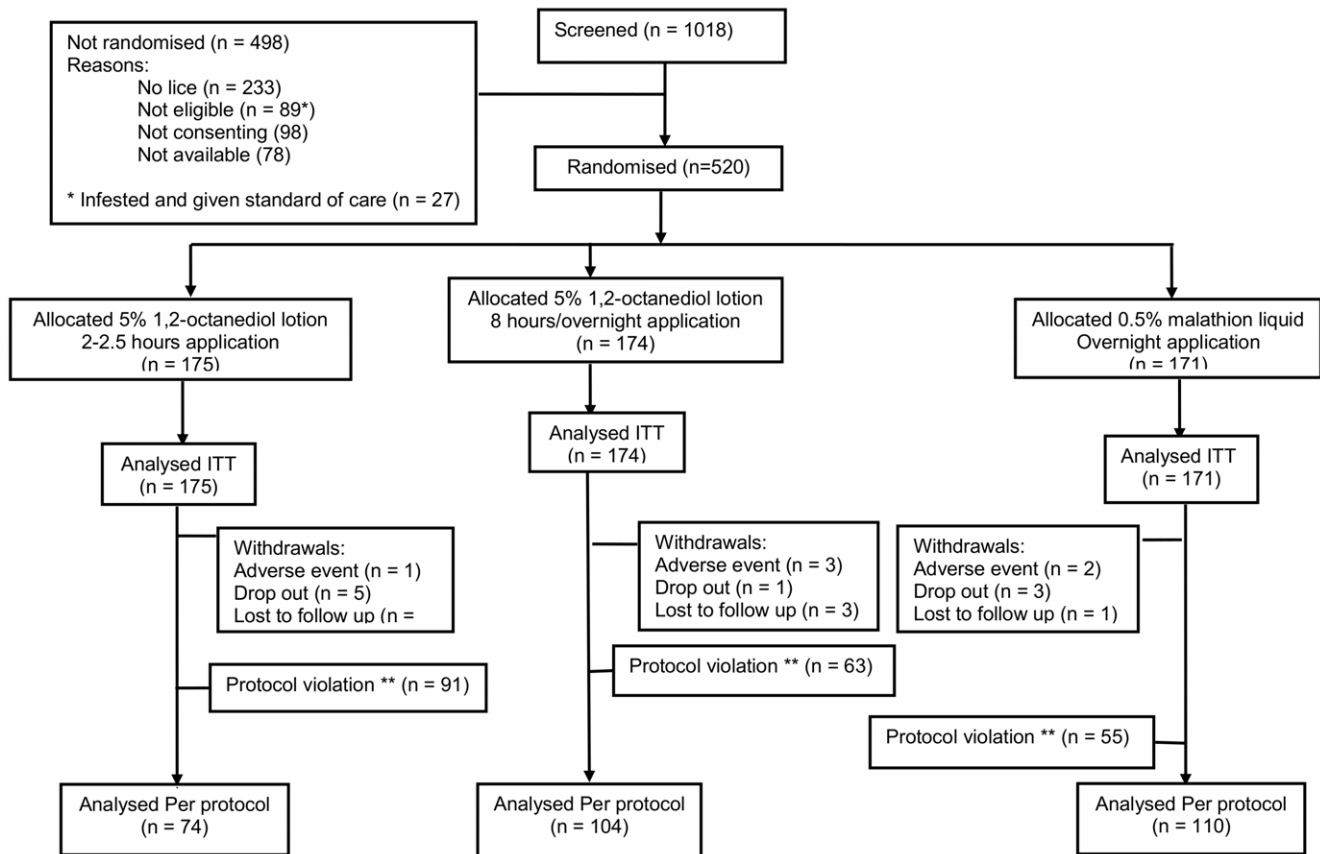 Screened (n = 1018)
Not randomised (n = 498)
Reasons:
No lice (n = 233)
Not eligible (n = 89*)
Not consenting (98)
Not available (78)
* Infested and given standard of care (n = 27)
Randomised (n=520)
Allocated 5% 1,2-octanediol lotion
2-2.5 hours application
(n = 175)
Allocated 5% 1,2-octanediol lotion
8 hours/overnight application
(n = 174)
Allocated 0.5% malathion liquid
Overnight application
(n = 171)
Analysed ITT
(n = 175)
Analysed ITT
(n = 174)
Analysed ITT
(n = 171)
Withdrawals:
Adverse event (n = 1)
Drop out (n = 5)
Lost to follow up (n =
Withdrawals:
Adverse event (n = 3)
Drop out (n = 1)
Lost to follow up (n = 3)
Withdrawals:
Adverse event (n = 2)
Drop out (n = 3)
Lost to follow up (n = 1)
Protocol violation ** (n = 91)
Protocol violation ** (n = 63)
Protocol violation ** (n = 55)
Analysed Per protocol
(n = 74)
Analysed Per protocol
(n = 104)
Analysed Per protocol
(n = 110)